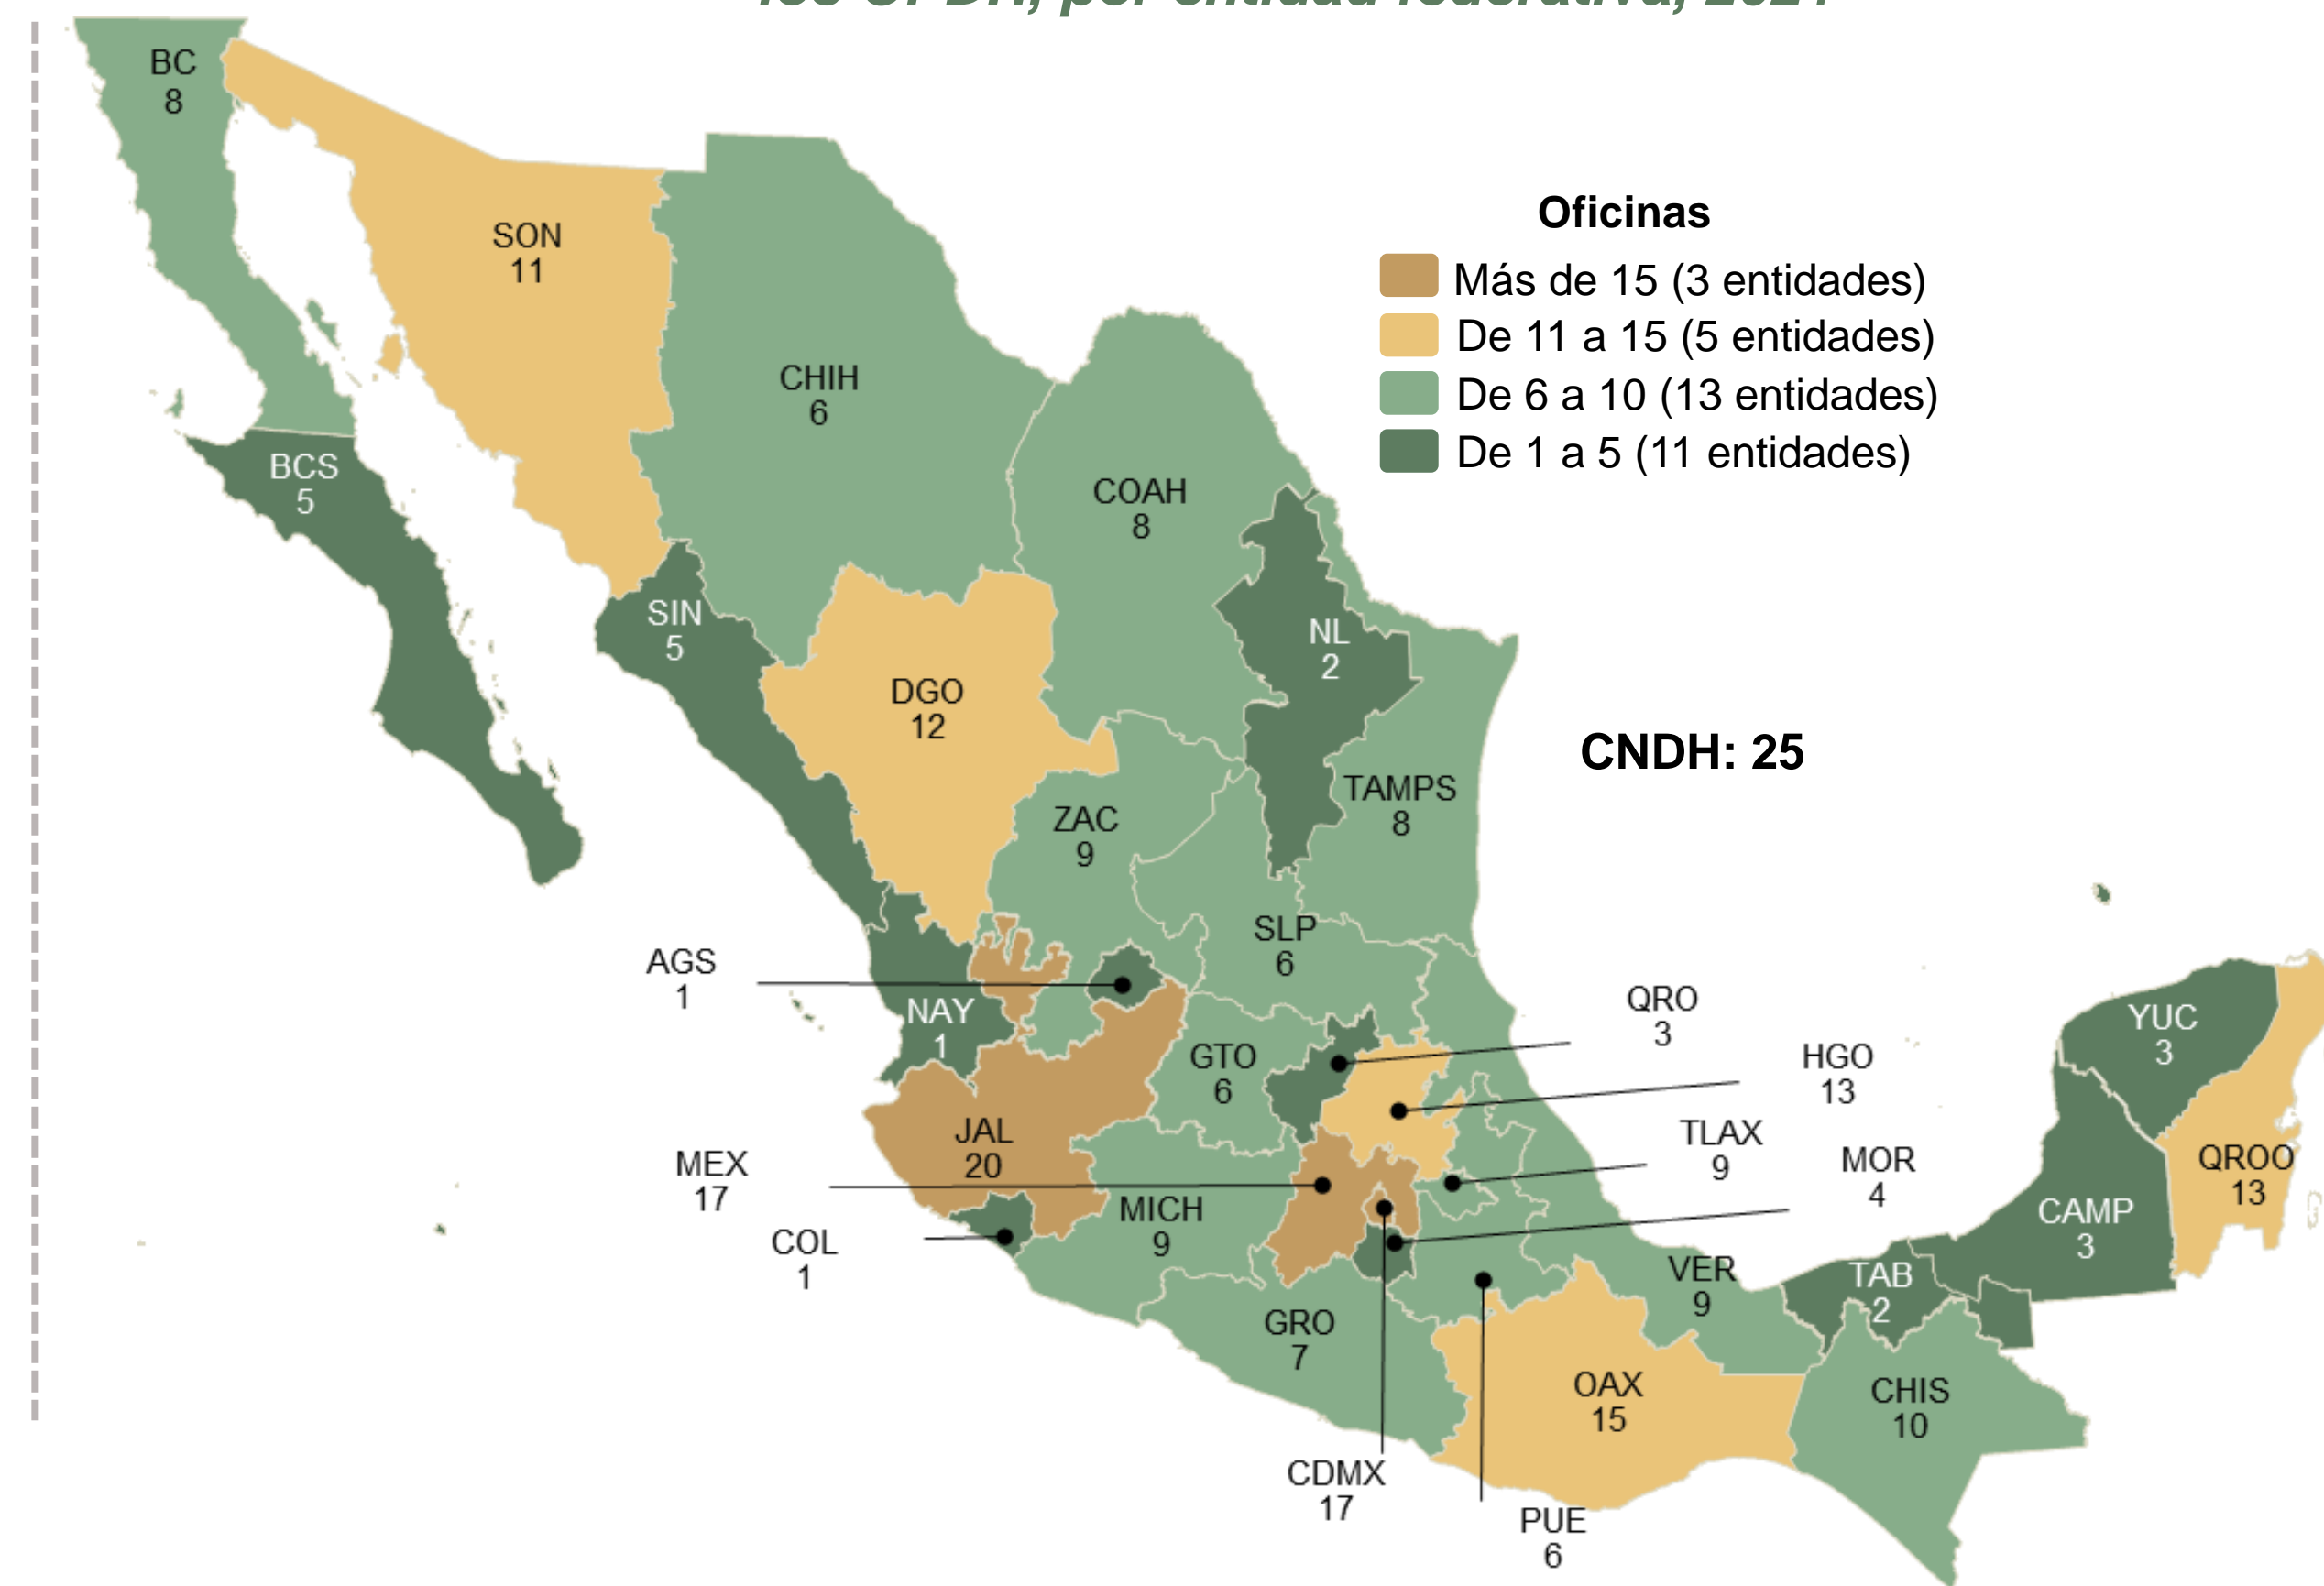 BC
8
SON
11
Oficinas
Más de 15 (3 entidades)
De 11 a 15 (5 entidades)
De 6 a 10 (13 entidades)
De 1 a 5 (11 entidades)
CHIH
6
BCS
5
COAH
8
SIN
5
NL
2
DGO
12
CNDH: 25
TAMPS
8
ZAC
9
SLP
6
AGS
1
NAY
1
QRO
3
YUC
3
GTO
6
HGO
13
JAL
20
TLAX
9
MEX
17
MOR
4
QROO
13
MICH
9
CAMP
3
COL
1
VER
9
TAB
2
GRO
7
OAX
15
CHIS
10
CDMX
17
PUE
6